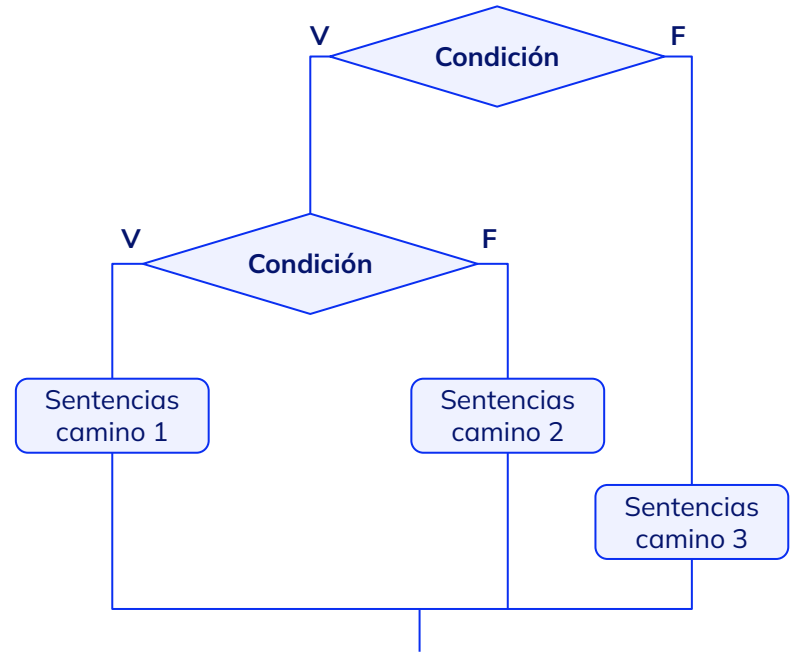 V
F
Condición
V
F
Condición
Sentencias
camino 1
Sentencias
camino 2
Sentencias
camino 3